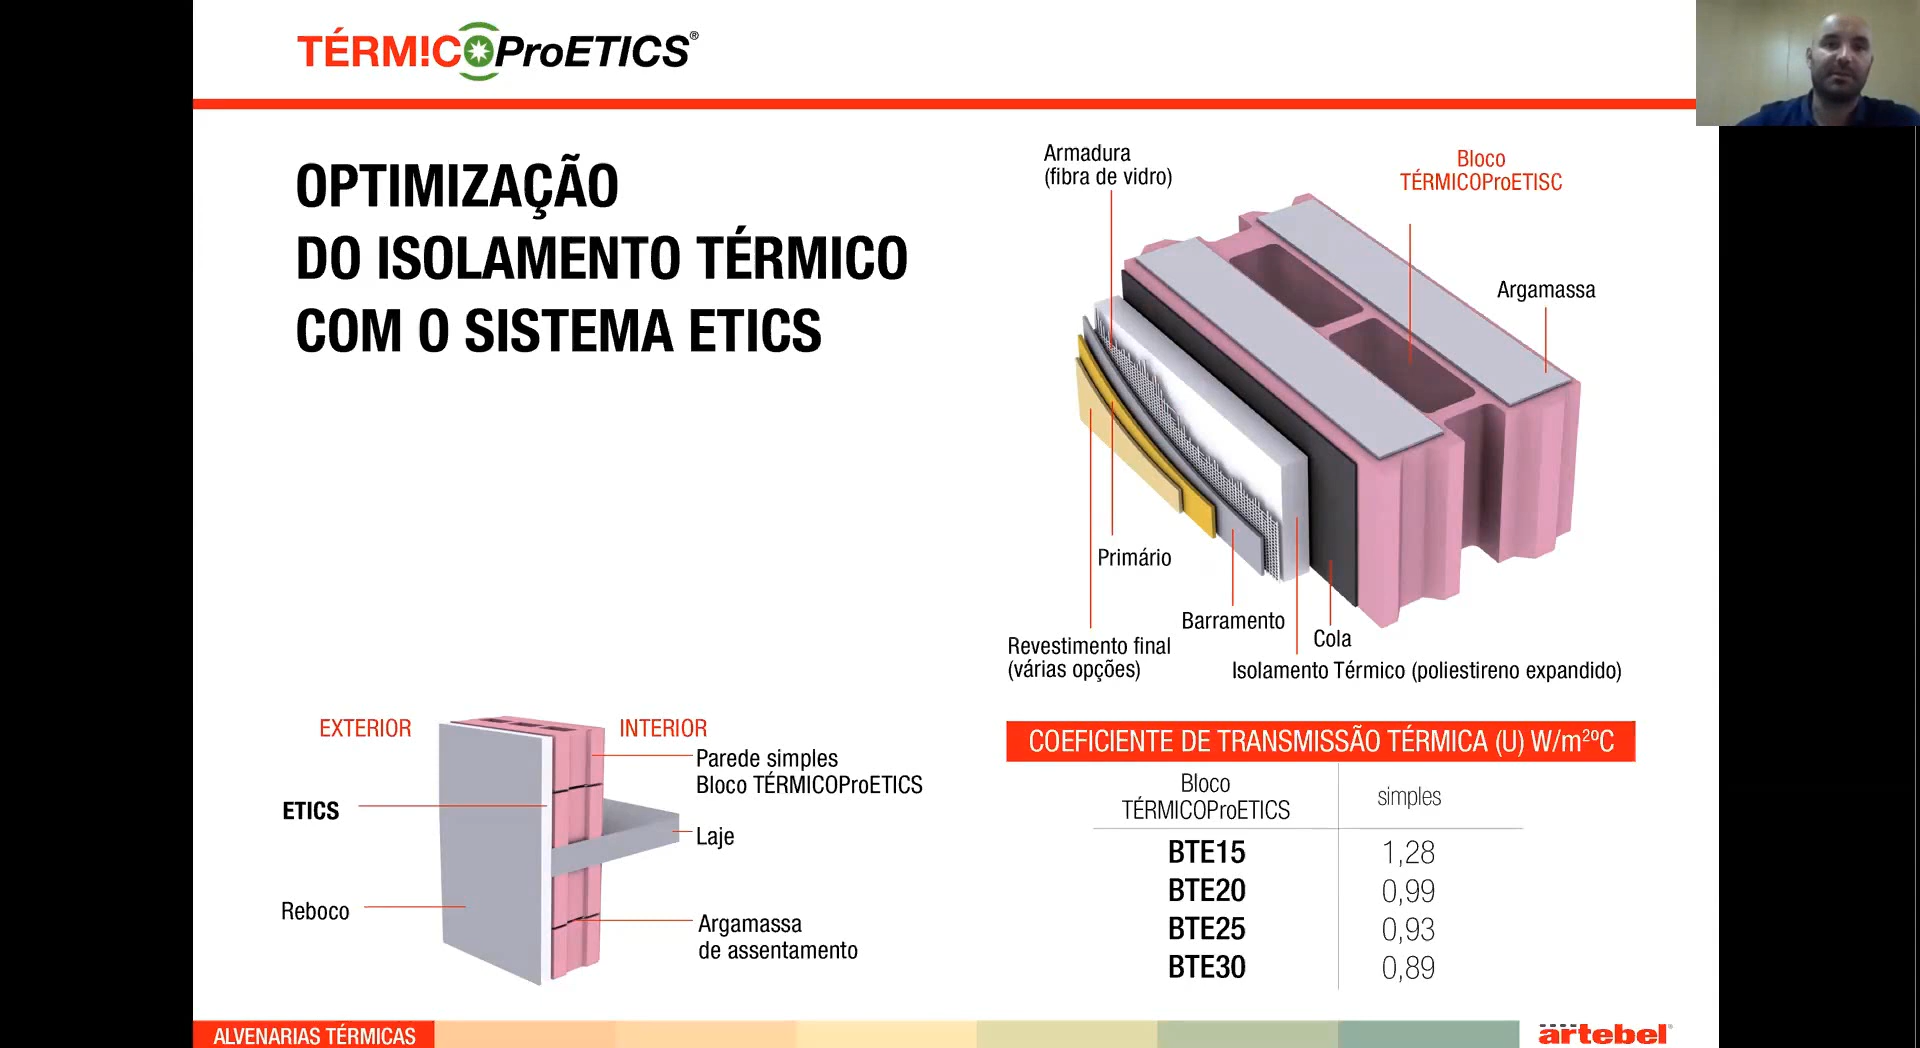 TÉRM!COProETICS®
OPTIMIZAÇÃO
DO ISOLAMENTO TÉRMICO
COM O SISTEMA ETICS
Armadura
(fibra de vidro)
Bloco
TÉRMICOProETISC
Argamassa
Primário
Barramento
Cola
Revestimento final
(várias opções)
Isolamento Térmico (poliestireno expandido)
EXTERIOR
INTERIOR
Parede simples
Bloco TÉRMICOProETICS
ETICS
Laje
Reboco
Argamassa
de assentamento
COEFICIENTE DE TRANSMISSÃO TÉRMICA (U) W/m²ºC
Bloco
TÉRMICOProETICS
simples
BTE15 1,28
BTE20 0,99
BTE25 0,93
BTE30 0,89
ALVENARIAS TÉRMICAS
artebel®